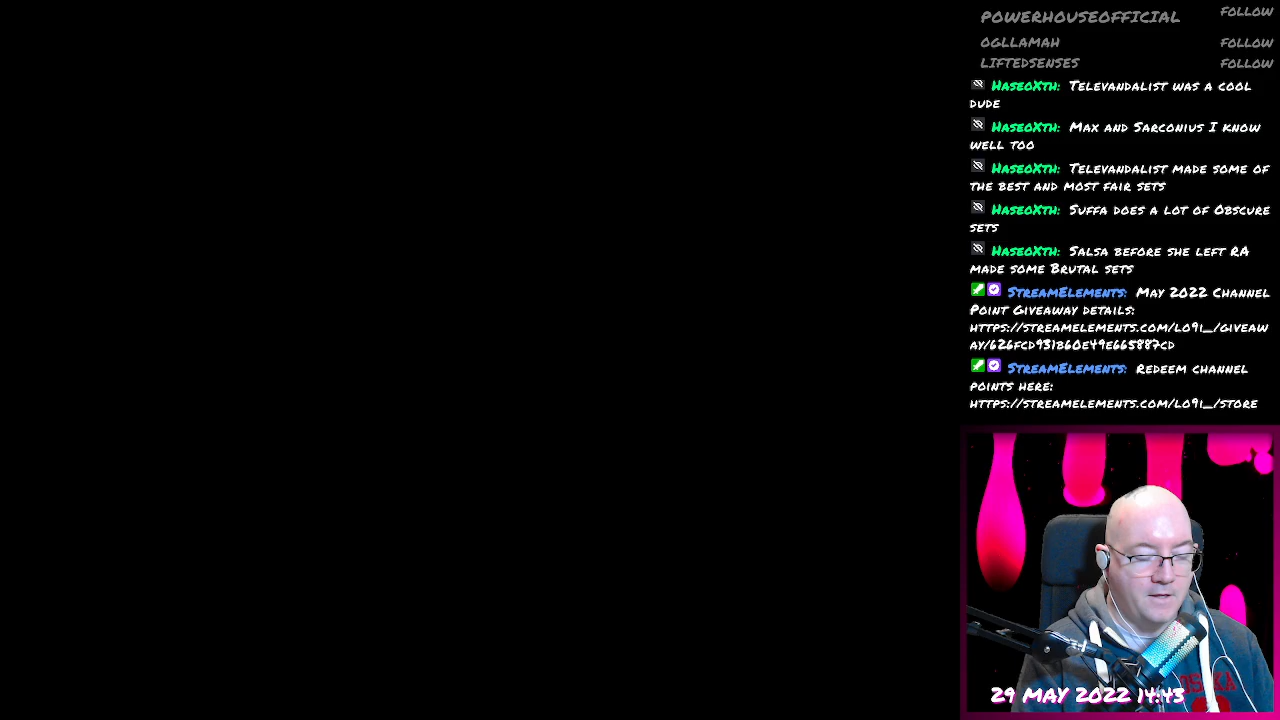 POWERHOUSEOFFICIAL FOLLOW
OGLLAMAH FOLLOW
LIFTEDSENSES FOLLOW
HaseoXth: Televandalist was a cool
dude
HaseoXth: Max and Sarconius I know
well too
HaseoXth: Televandalist made some of
the best and most fair sets
HaseoXth: Suffa does a lot of Obscure
sets
HaseoXth: Salsa before she left RA
made some Brutal sets
StreamElements: May 2022 Channel
Point Giveaway details:
https://streamelements.com/lo9i_/giveaw
ay/626fcd931b60e49e665887cd
StreamElements: Redeem channel
points here:
https://streamelements.com/lo9i_/store
29 MAY 2022 14:43